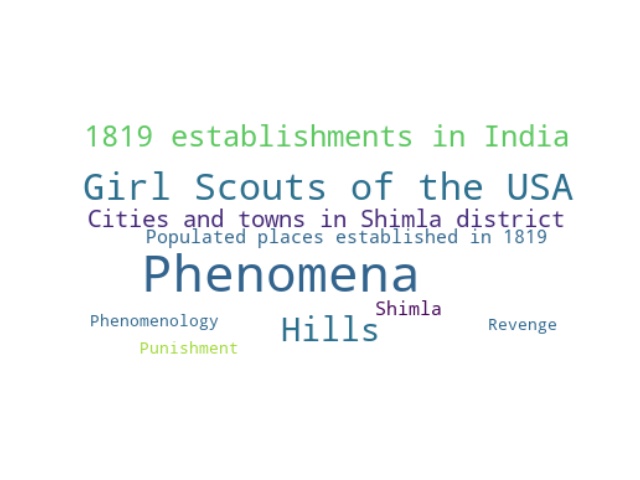 1819 establishments in India
Girl Scouts of the USA
Cities and towns in Shimla district
Populated places established in 1819
Phenomena
Shimla
Phenomenology
Hills
Revenge
Punishment